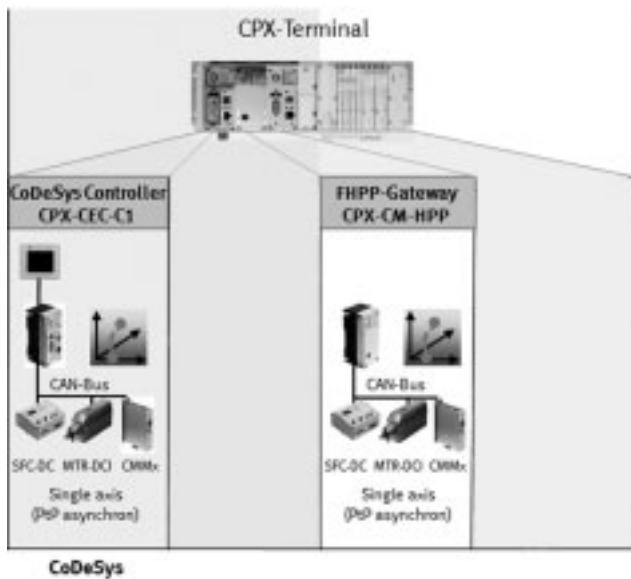 CPX-Terminal
CoDeSys Controller
CPX-CEC-C1
FHPP-Gateway
CPX-CM-HPP
CAN-Bus
SFC-DC MTR-DCI CMMx
Single axis
(PtP asynchron)
CAN-Bus
SFC-DC MTR-DCI CMMx
Single axis
(PtP asynchron)
CoDeSys